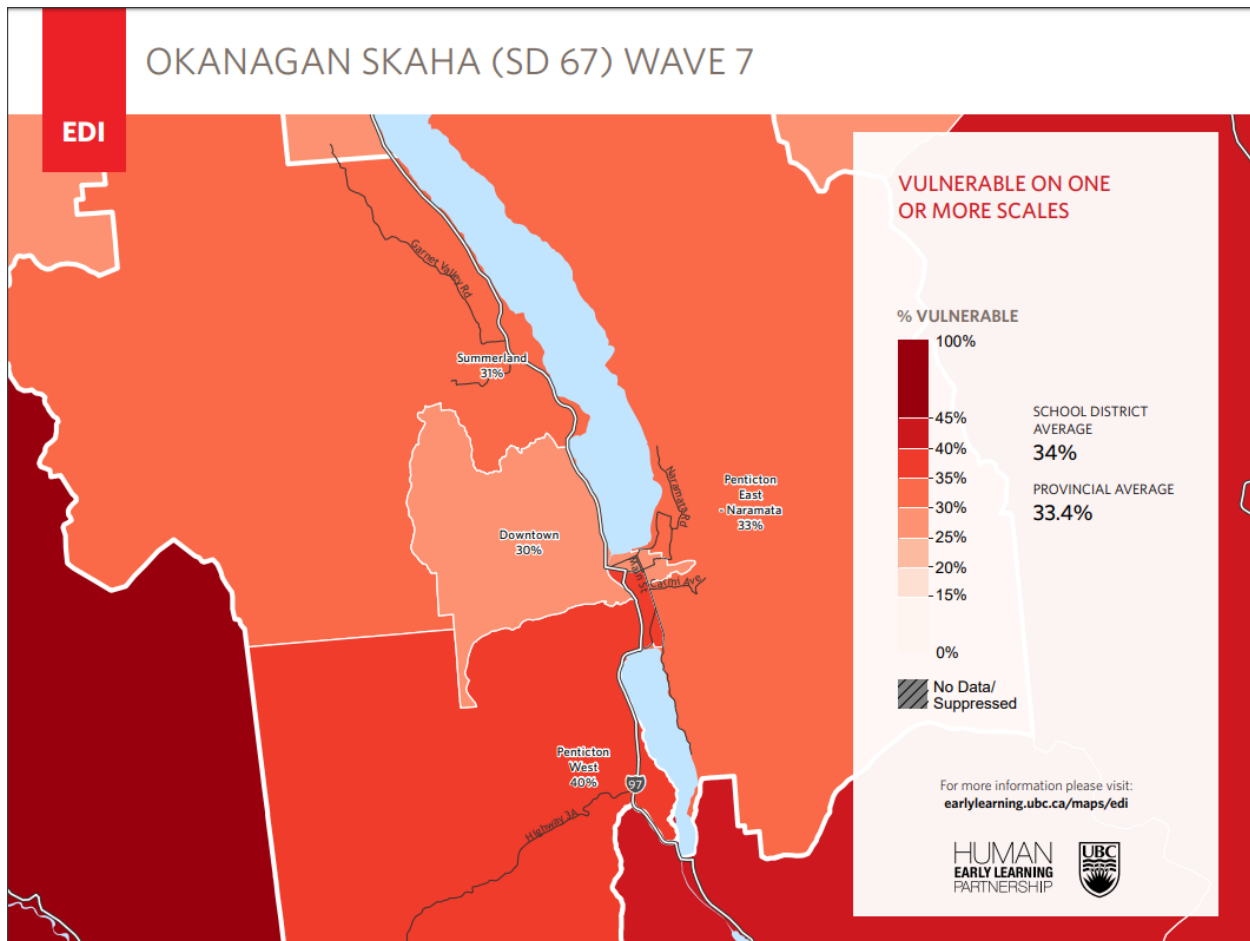 OKANAGAN SKAHA (SD 67) WAVE 7
EDI
VULNERABLE ON ONE
OR MORE SCALES
% VULNERABLE
100%
45%
40%
35%
30%
25%
20%
15%
0%
No Data/
Suppressed
SCHOOL DISTRICT
AVERAGE
34%
PROVINCIAL AVERAGE
33.4%
Garnet Valley Rd
Summerland
31%
Naramata Rd
Penticton
East
- Naramata
33%
Downtown
30%
Main St
Penticton
West
40%
97
Highway 3A
For more information please visit:
earlylearning.ubc.ca/maps/edi
HUMAN
EARLY LEARNING
PARTNERSHIP
UBC